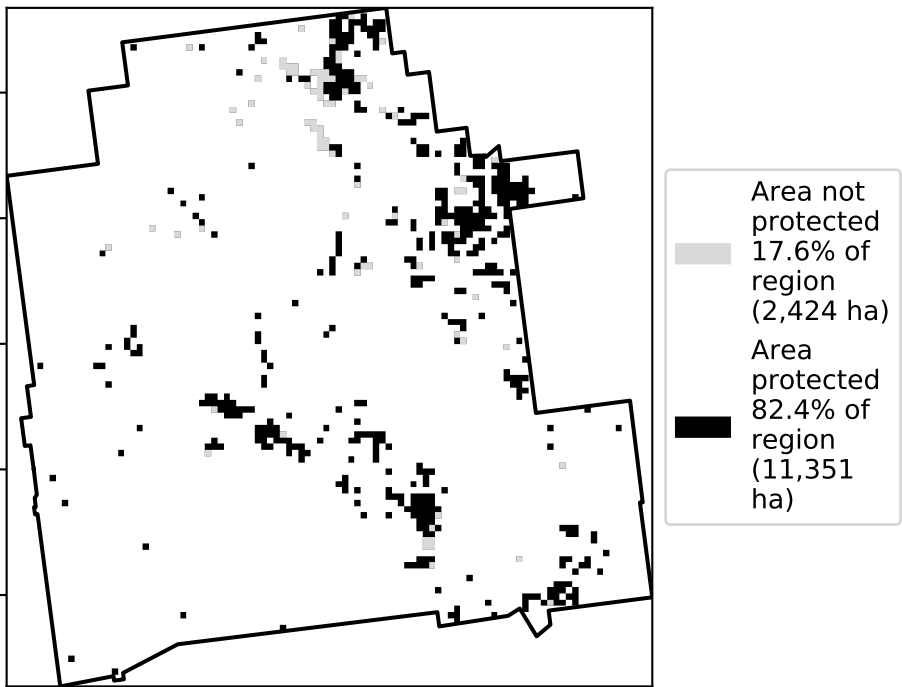 Area not
protected
17.6% of
region
(2,424 ha)
Area
protected
82.4% of
region
(11,351
ha)